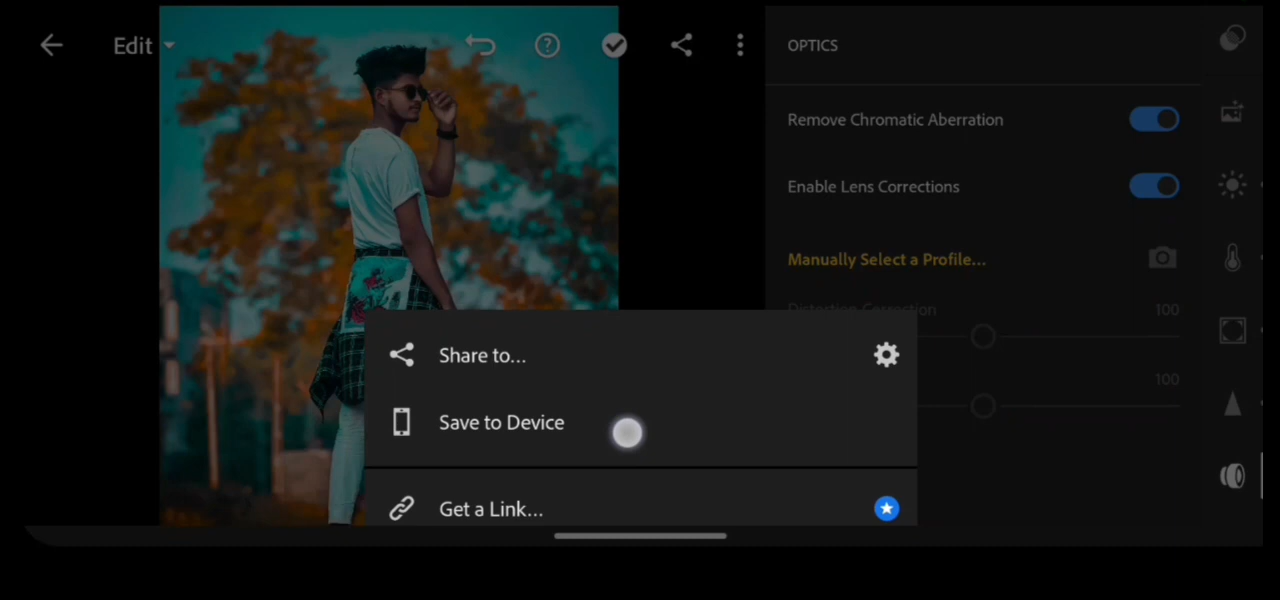 Edit
OPTICS
Remove Chromatic Aberration
Enable Lens Corrections
Manually Select a Profile...
Distortion Correction
100
100
Share to...
Save to Device
Get a Link...